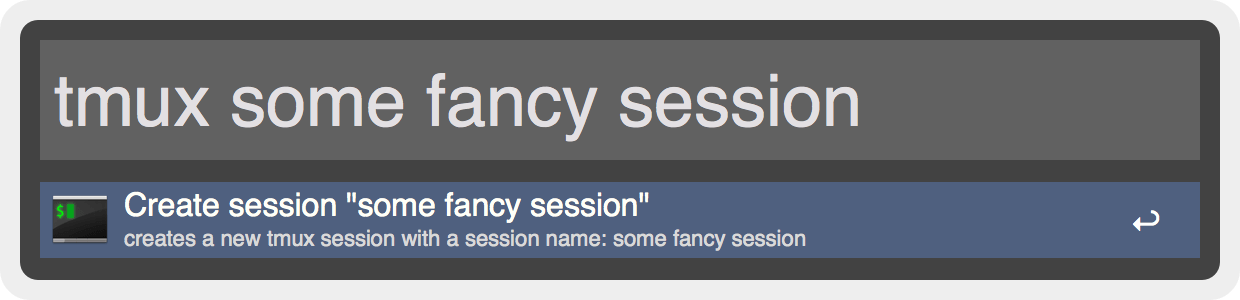 tmux some fancy session
$
Create session "some fancy session"
creates a new tmux session with a session name: some fancy session